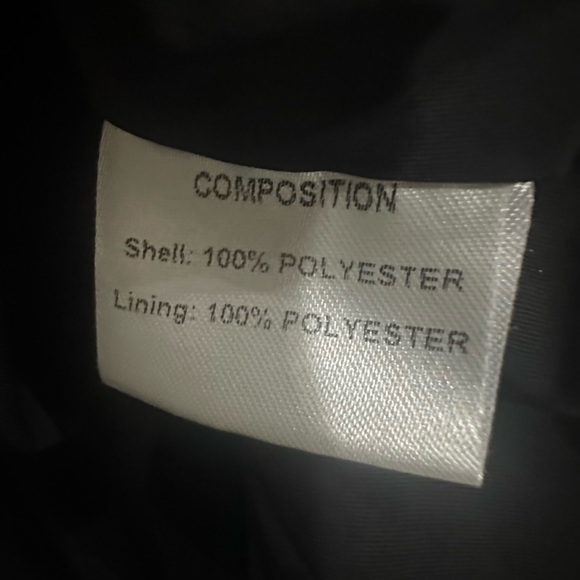 COMPOSITION
Shell: 100% POLYESTER
Lining: 100% POLYESTER